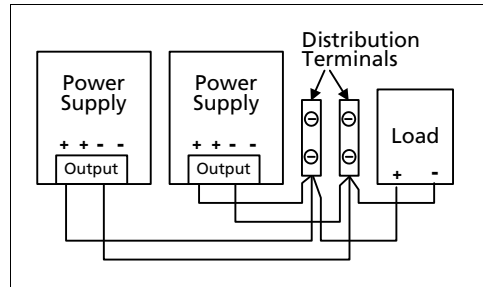 Distribution
Terminals
Power
Supply
+ + - -
Output
Power
Supply
+ + - -
Output
Load
+ -